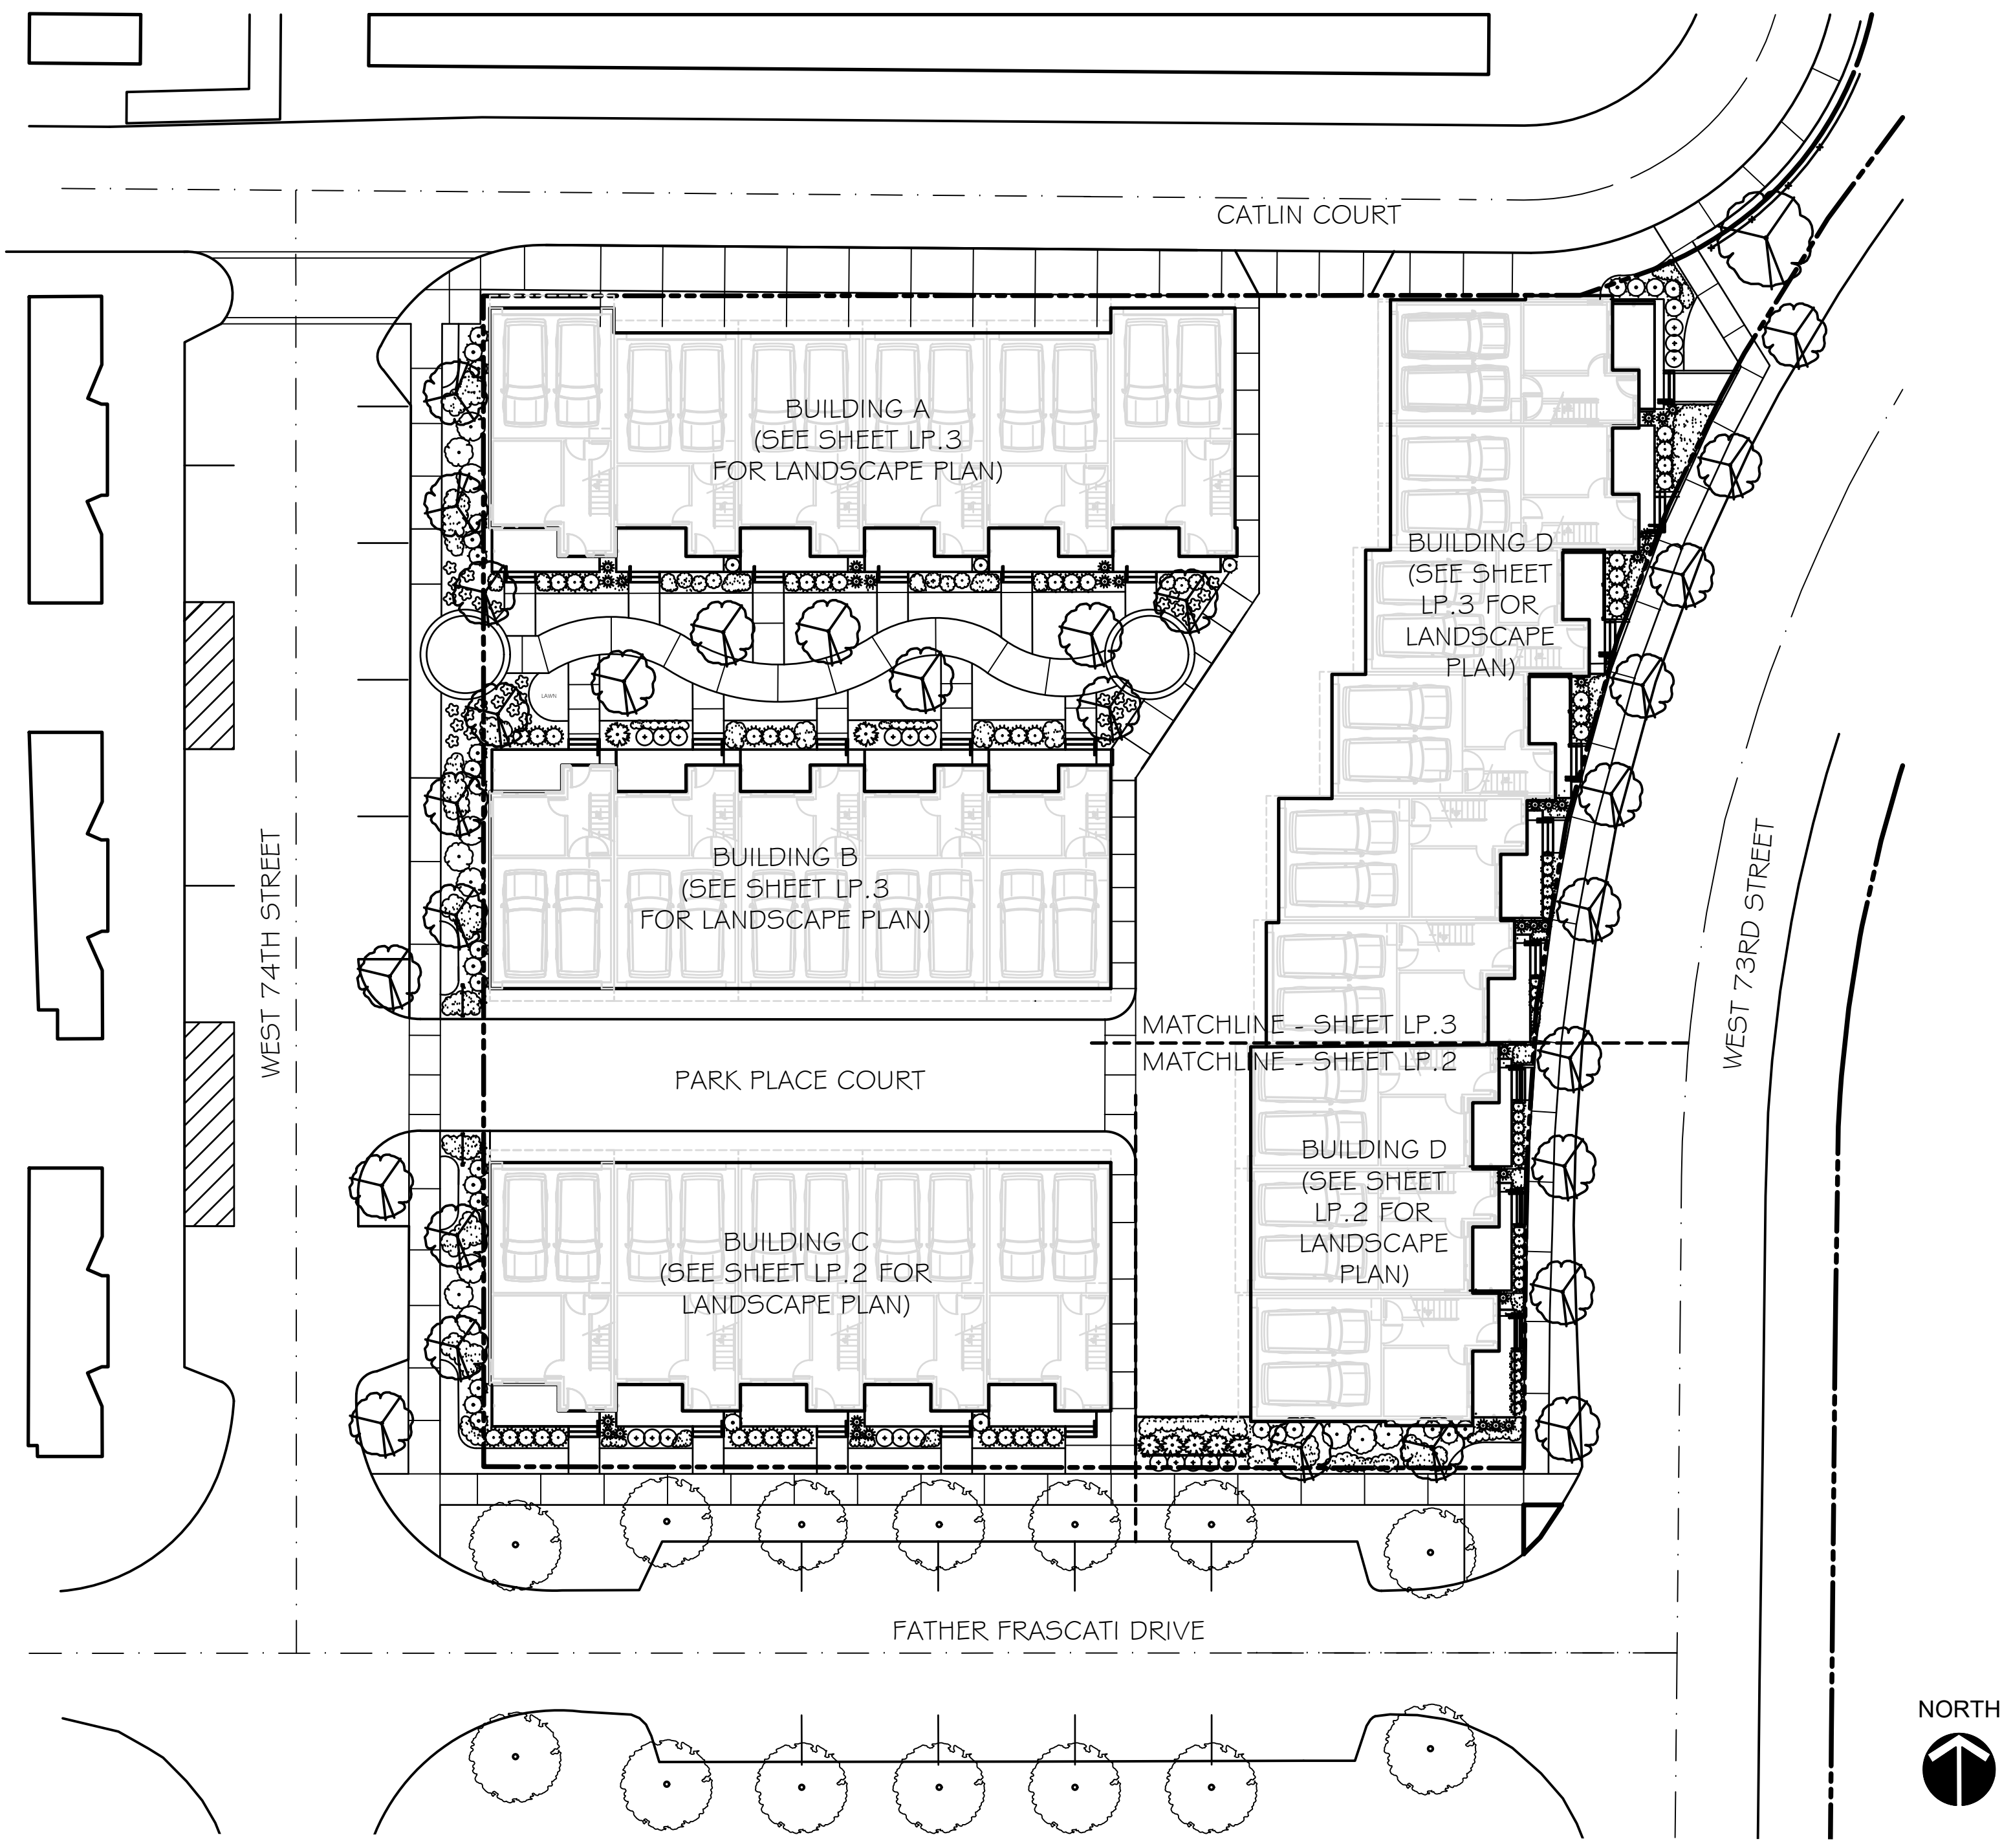 CATLIN COURT
BUILDING A
(SEE SHEET LP.3
FOR LANDSCAPE PLAN)
BUILDING D
(SEE SHEET
LP.3 FOR
LANDSCAPE
PLAN)
LAWN
BUILDING B
(SEE SHEET LP.3
FOR LANDSCAPE PLAN)
WEST 74TH STREET
WEST 73RD STREET
MATCHLINE - SHEET LP.3
MATCHLINE - SHEET LP.2
PARK PLACE COURT
BUILDING D
(SEE SHEET
LP.2 FOR
LANDSCAPE
PLAN)
BUILDING C
(SEE SHEET LP.2 FOR
LANDSCAPE PLAN)
FATHER FRASCATI DRIVE
NORTH